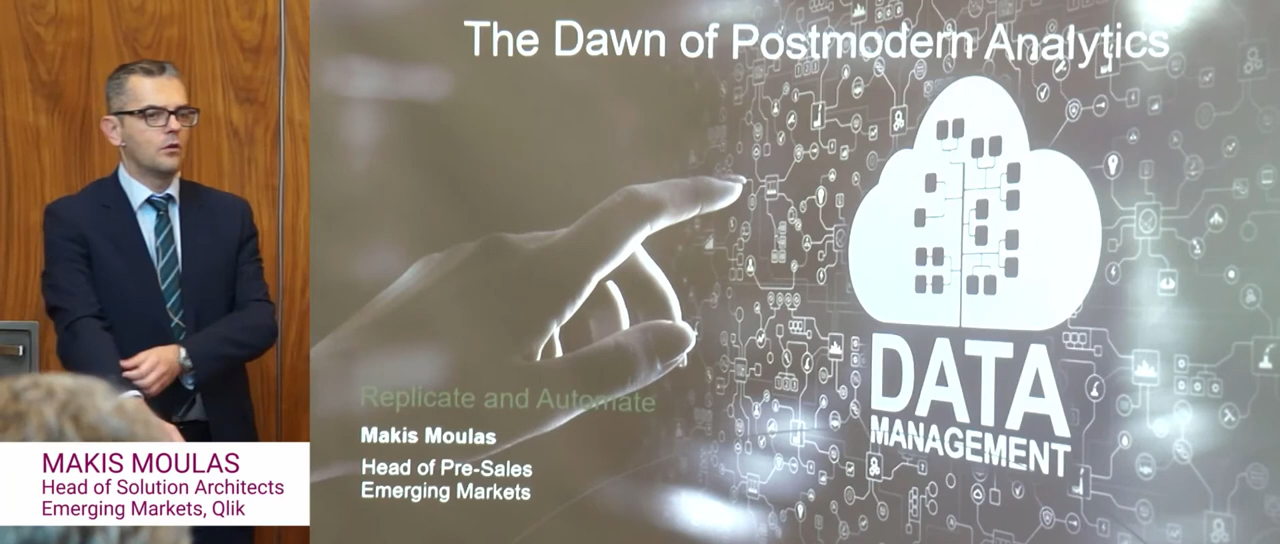 The Dawn of Postmodern Analytics
DATA
MANAGEMENT
Replicate and Automate
Makis Moulas
Head of Pre-Sales
Emerging Markets
MAKIS MOULAS
Head of Solution Architects
Emerging Markets, Qlik